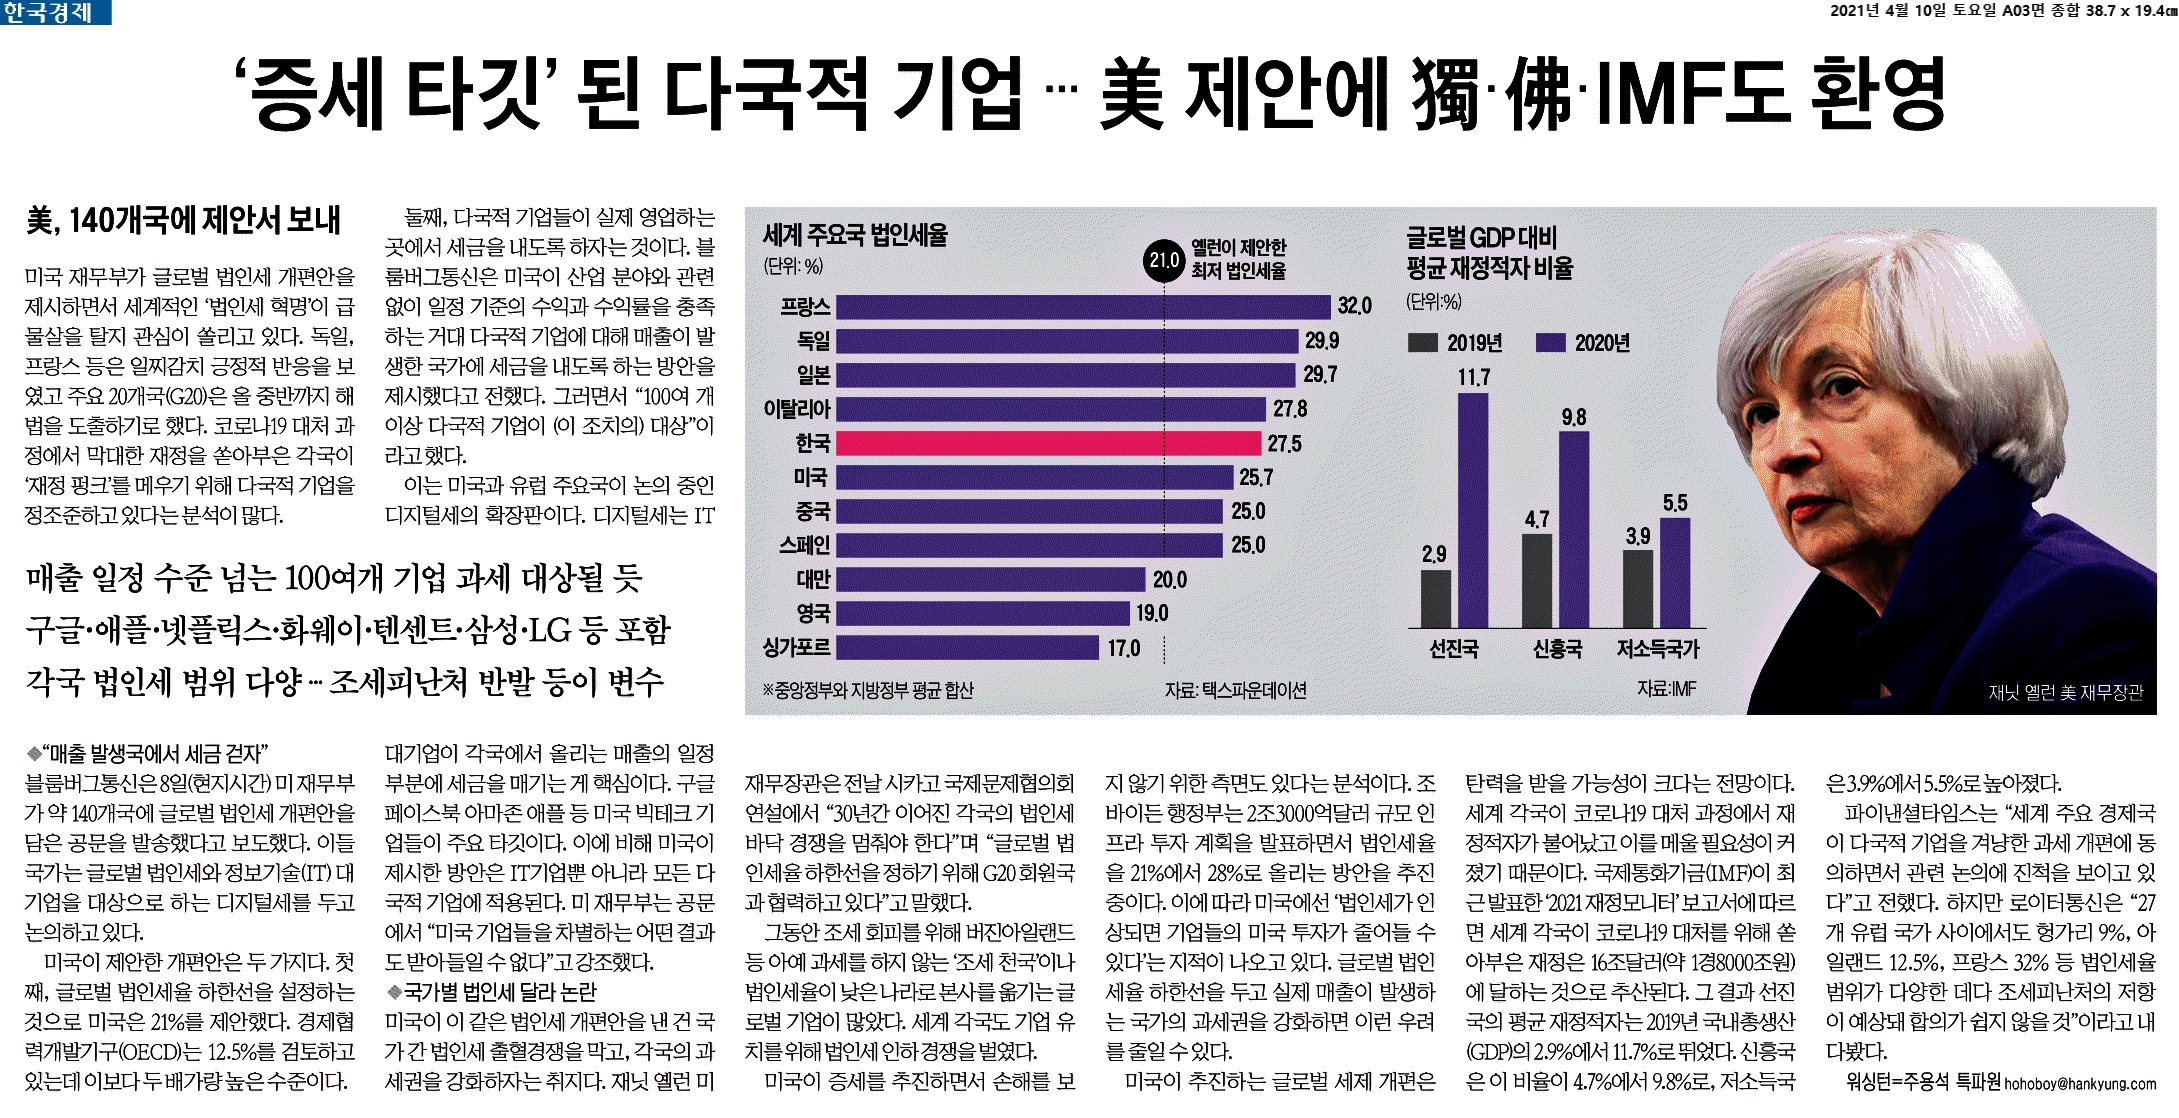 한국경제
2021년 4월 10일 토요일 A03면 종합 38.7 x 19.4㎝
‘증세 타깃’ 된 다국적 기업 … 美 제안에 獨·佛·IMF도 환영
美, 140개국에 제안서 보내
미국 재무부가 글로벌 법인세 개편안을
제시하면서 세계적인 ‘법인세 혁명’이 급
물살을 탈지 관심이 쏠리고 있다. 독일,
프랑스 등은 일찌감치 긍정적 반응을 보
였고 주요 20개국(G20)은 올 중반까지 해
법을 도출하기로 했다. 코로나19 대처 과
정에서 막대한 재정을 쏟아부은 각국이
‘재정 펑크’를 메우기 위해 다국적 기업을
정조준하고 있다는 분석이 많다.
매출 일정 수준 넘는 100여개 기업 과세 대상될 듯
구글·애플·넷플릭스·화웨이·텐센트·삼성·LG 등 포함
각국 법인세 범위 다양 … 조세피난처 반발 등이 변수
◆“매출 발생국에서 세금 걷자”
블룸버그통신은 8일(현지시간) 미 재무부
가 약 140개국에 글로벌 법인세 개편안을
담은 공문을 발송했다고 보도했다. 이들
국가는 글로벌 법인세와 정보기술(IT) 대
기업을 대상으로 하는 디지털세를 두고
논의하고 있다.
미국이 제안한 개편안은 두 가지다. 첫
째, 글로벌 법인세율 하한선을 설정하는
것으로 미국은 21%를 제안했다. 경제협
력개발기구(OECD)는 12.5%를 검토하고
있는데 이보다 두 배가량 높은 수준이다.
둘째, 다국적 기업들이 실제 영업하는
곳에서 세금을 내도록 하자는 것이다. 블
룸버그통신은 미국이 산업 분야와 관련
없이 일정 기준의 수익과 수익률을 충족
하는 거대 다국적 기업에 대해 매출이 발
생한 국가에 세금을 내도록 하는 방안을
제시했다고 전했다. 그러면서 “100여 개
이상 다국적 기업이 (이 조치의) 대상”이
라고 했다.
이는 미국과 유럽 주요국이 논의 중인
디지털세의 확장판이다. 디지털세는 IT
대기업이 각국에서 올리는 매출의 일정
부분에 세금을 매기는 게 핵심이다. 구글
페이스북 아마존 애플 등 미국 빅테크 기
업들이 주요 타깃이다. 이에 비해 미국이
제시한 방안은 IT기업뿐 아니라 모든 다
국적 기업에 적용된다. 미 재무부는 공문
에서 “미국 기업들을 차별하는 어떤 결과
도 받아들일 수 없다”고 강조했다.
◆국가별 법인세 달라 논란
미국이 이 같은 법인세 개편안을 낸 건 국
가 간 법인세 출혈경쟁을 막고, 각국의 과
세권을 강화하자는 취지다. 재닛 옐런 미
세계 주요국 법인세율
(단위: %)
21.0
옐런이 제안한
최저 법인세율
프랑스 32.0
독일 29.9
일본 29.7
이탈리아 27.8
한국 27.5
미국 25.7
중국 25.0
스페인 25.0
대만 20.0
영국 19.0
싱가포르 17.0
※중앙정부와 지방정부 평균 합산
자료: 택스파운데이션
글로벌 GDP 대비
평균 재정적자 비율
(단위:%)
2019년 2020년
2.9 11.7 4.7 9.8 3.9 5.5
선진국 신흥국 저소득국가
자료:IMF
재닛 옐런 美 재무장관
재무장관은 전날 시카고 국제문제협의회
연설에서 “30년간 이어진 각국의 법인세
바닥 경쟁을 멈춰야 한다”며 “글로벌 법
인세율 하한선을 정하기 위해 G20 회원국
과 협력하고 있다”고 말했다.
그동안 조세 회피를 위해 버진아일랜드
등 아예 과세를 하지 않는 ‘조세 천국’이나
법인세율이 낮은 나라로 본사를 옮기는 글
로벌 기업이 많았다. 세계 각국도 기업 유
치를 위해 법인세 인하 경쟁을 벌였다.
미국이 증세를 추진하면서 손해를 보
지 않기 위한 측면도 있다는 분석이다. 조
바이든 행정부는 2조3000억달러 규모 인
프라 투자 계획을 발표하면서 법인세율
을 21%에서 28%로 올리는 방안을 추진
중이다. 이에 따라 미국에선 ‘법인세가 인
상되면 기업들의 미국 투자가 줄어들 수
있다’는 지적이 나오고 있다. 글로벌 법인
세율 하한선을 두고 실제 매출이 발생하
는 국가의 과세권을 강화하면 이런 우려
를 줄일 수 있다.
미국이 추진하는 글로벌 세제 개편은
탄력을 받을 가능성이 크다는 전망이다.
세계 각국이 코로나19 대처 과정에서 재
정적자가 불어났고 이를 메울 필요성이 커
졌기 때문이다. 국제통화기금(IMF)이 최
근 발표한 ‘2021 재정모니터’ 보고서에 따르
면 세계 각국이 코로나19 대처를 위해 쏟
아부은 재정은 16조달러(약 1경8000조원)
에 달하는 것으로 추산된다. 그 결과 선진
국의 평균 재정적자는 2019년 국내총생산
(GDP)의 2.9%에서 11.7%로 뛰었다. 신흥국
은 이 비율이 4.7%에서 9.8%로, 저소득국
은 3.9%에서 5.5%로 높아졌다.
파이낸셜타임스는 “세계 주요 경제국
이 다국적 기업을 겨냥한 과세 개편에 동
의하면서 관련 논의에 진척을 보이고 있
다”고 전했다. 하지만 로이터통신은 “27
개 유럽 국가 사이에서도 헝가리 9%, 아
일랜드 12.5%, 프랑스 32% 등 법인세율
범위가 다양한 데다 조세피난처의 저항
이 예상돼 합의가 쉽지 않을 것”이라고 내
다봤다.
워싱턴=주용석 특파원 hohoboy@hankyung.com